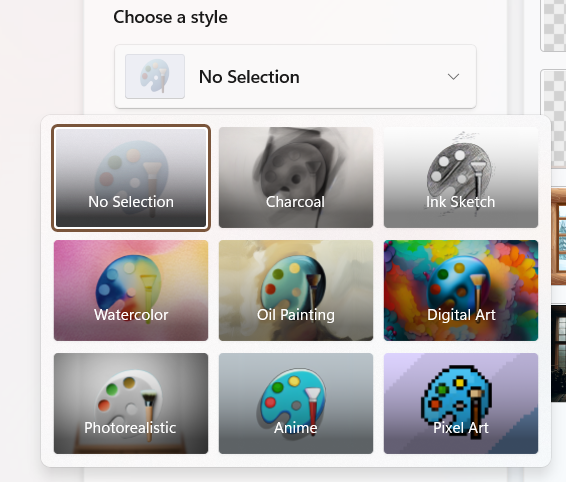 Choose a style
No Selection
No Selection
Charcoal
Ink Sketch
Watercolor
Oil Painting
Digital Art
Photorealistic
Anime
Pixel Art